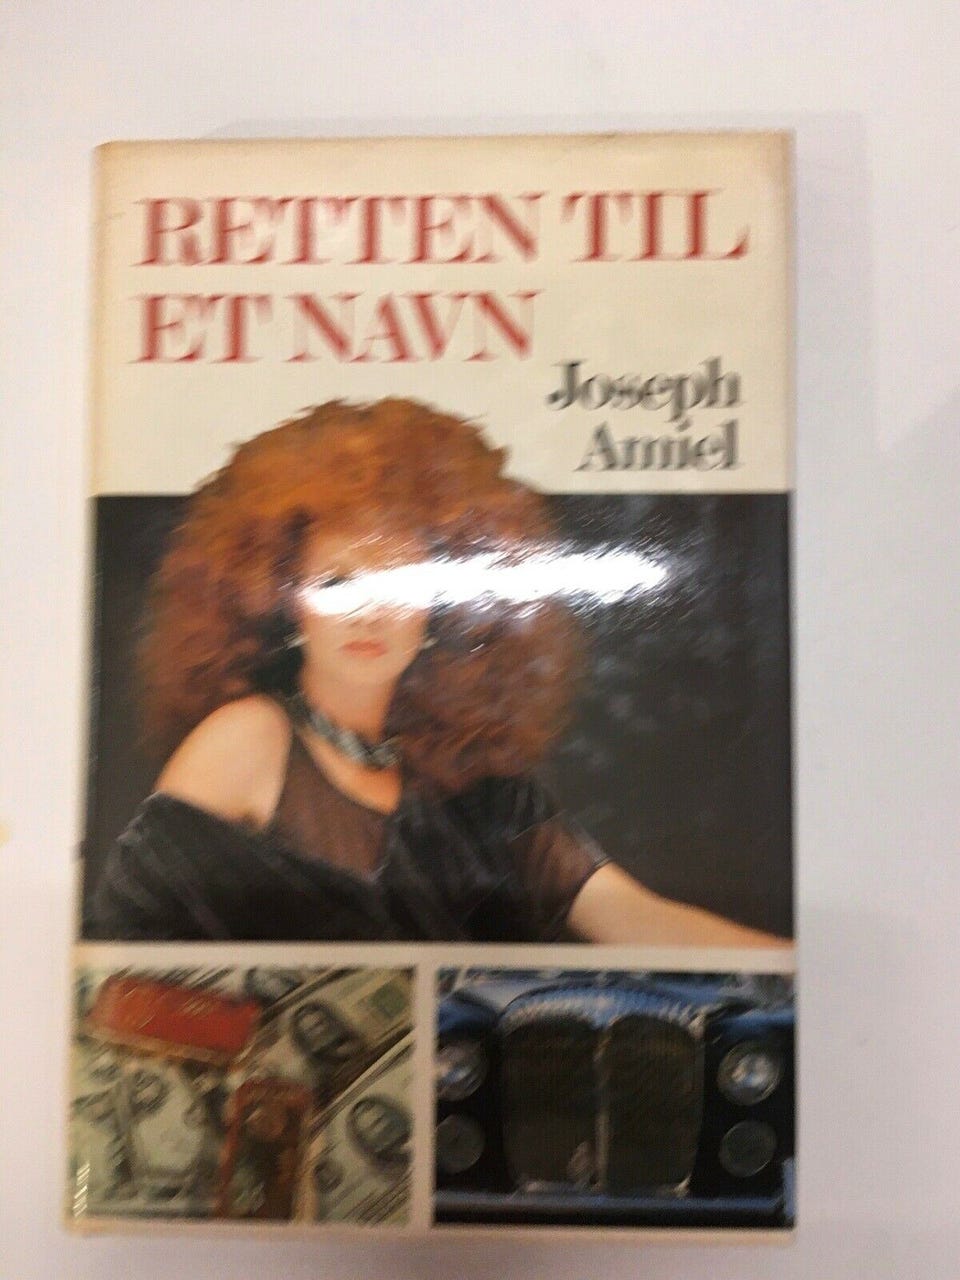 RETTEN TIL
ET NAVN
Joseph
Amiel